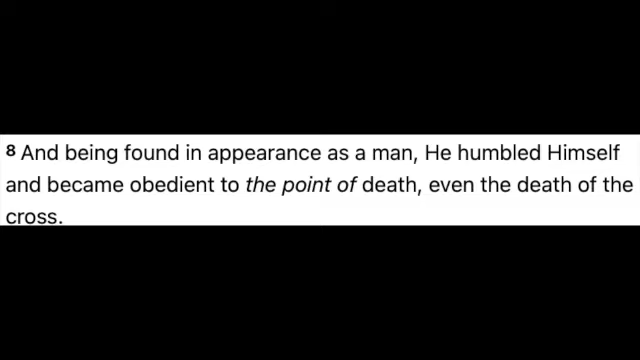 8 And being found in appearance as a man, He humbled Himself
and became obedient to the point of death, even the death of the
cross.